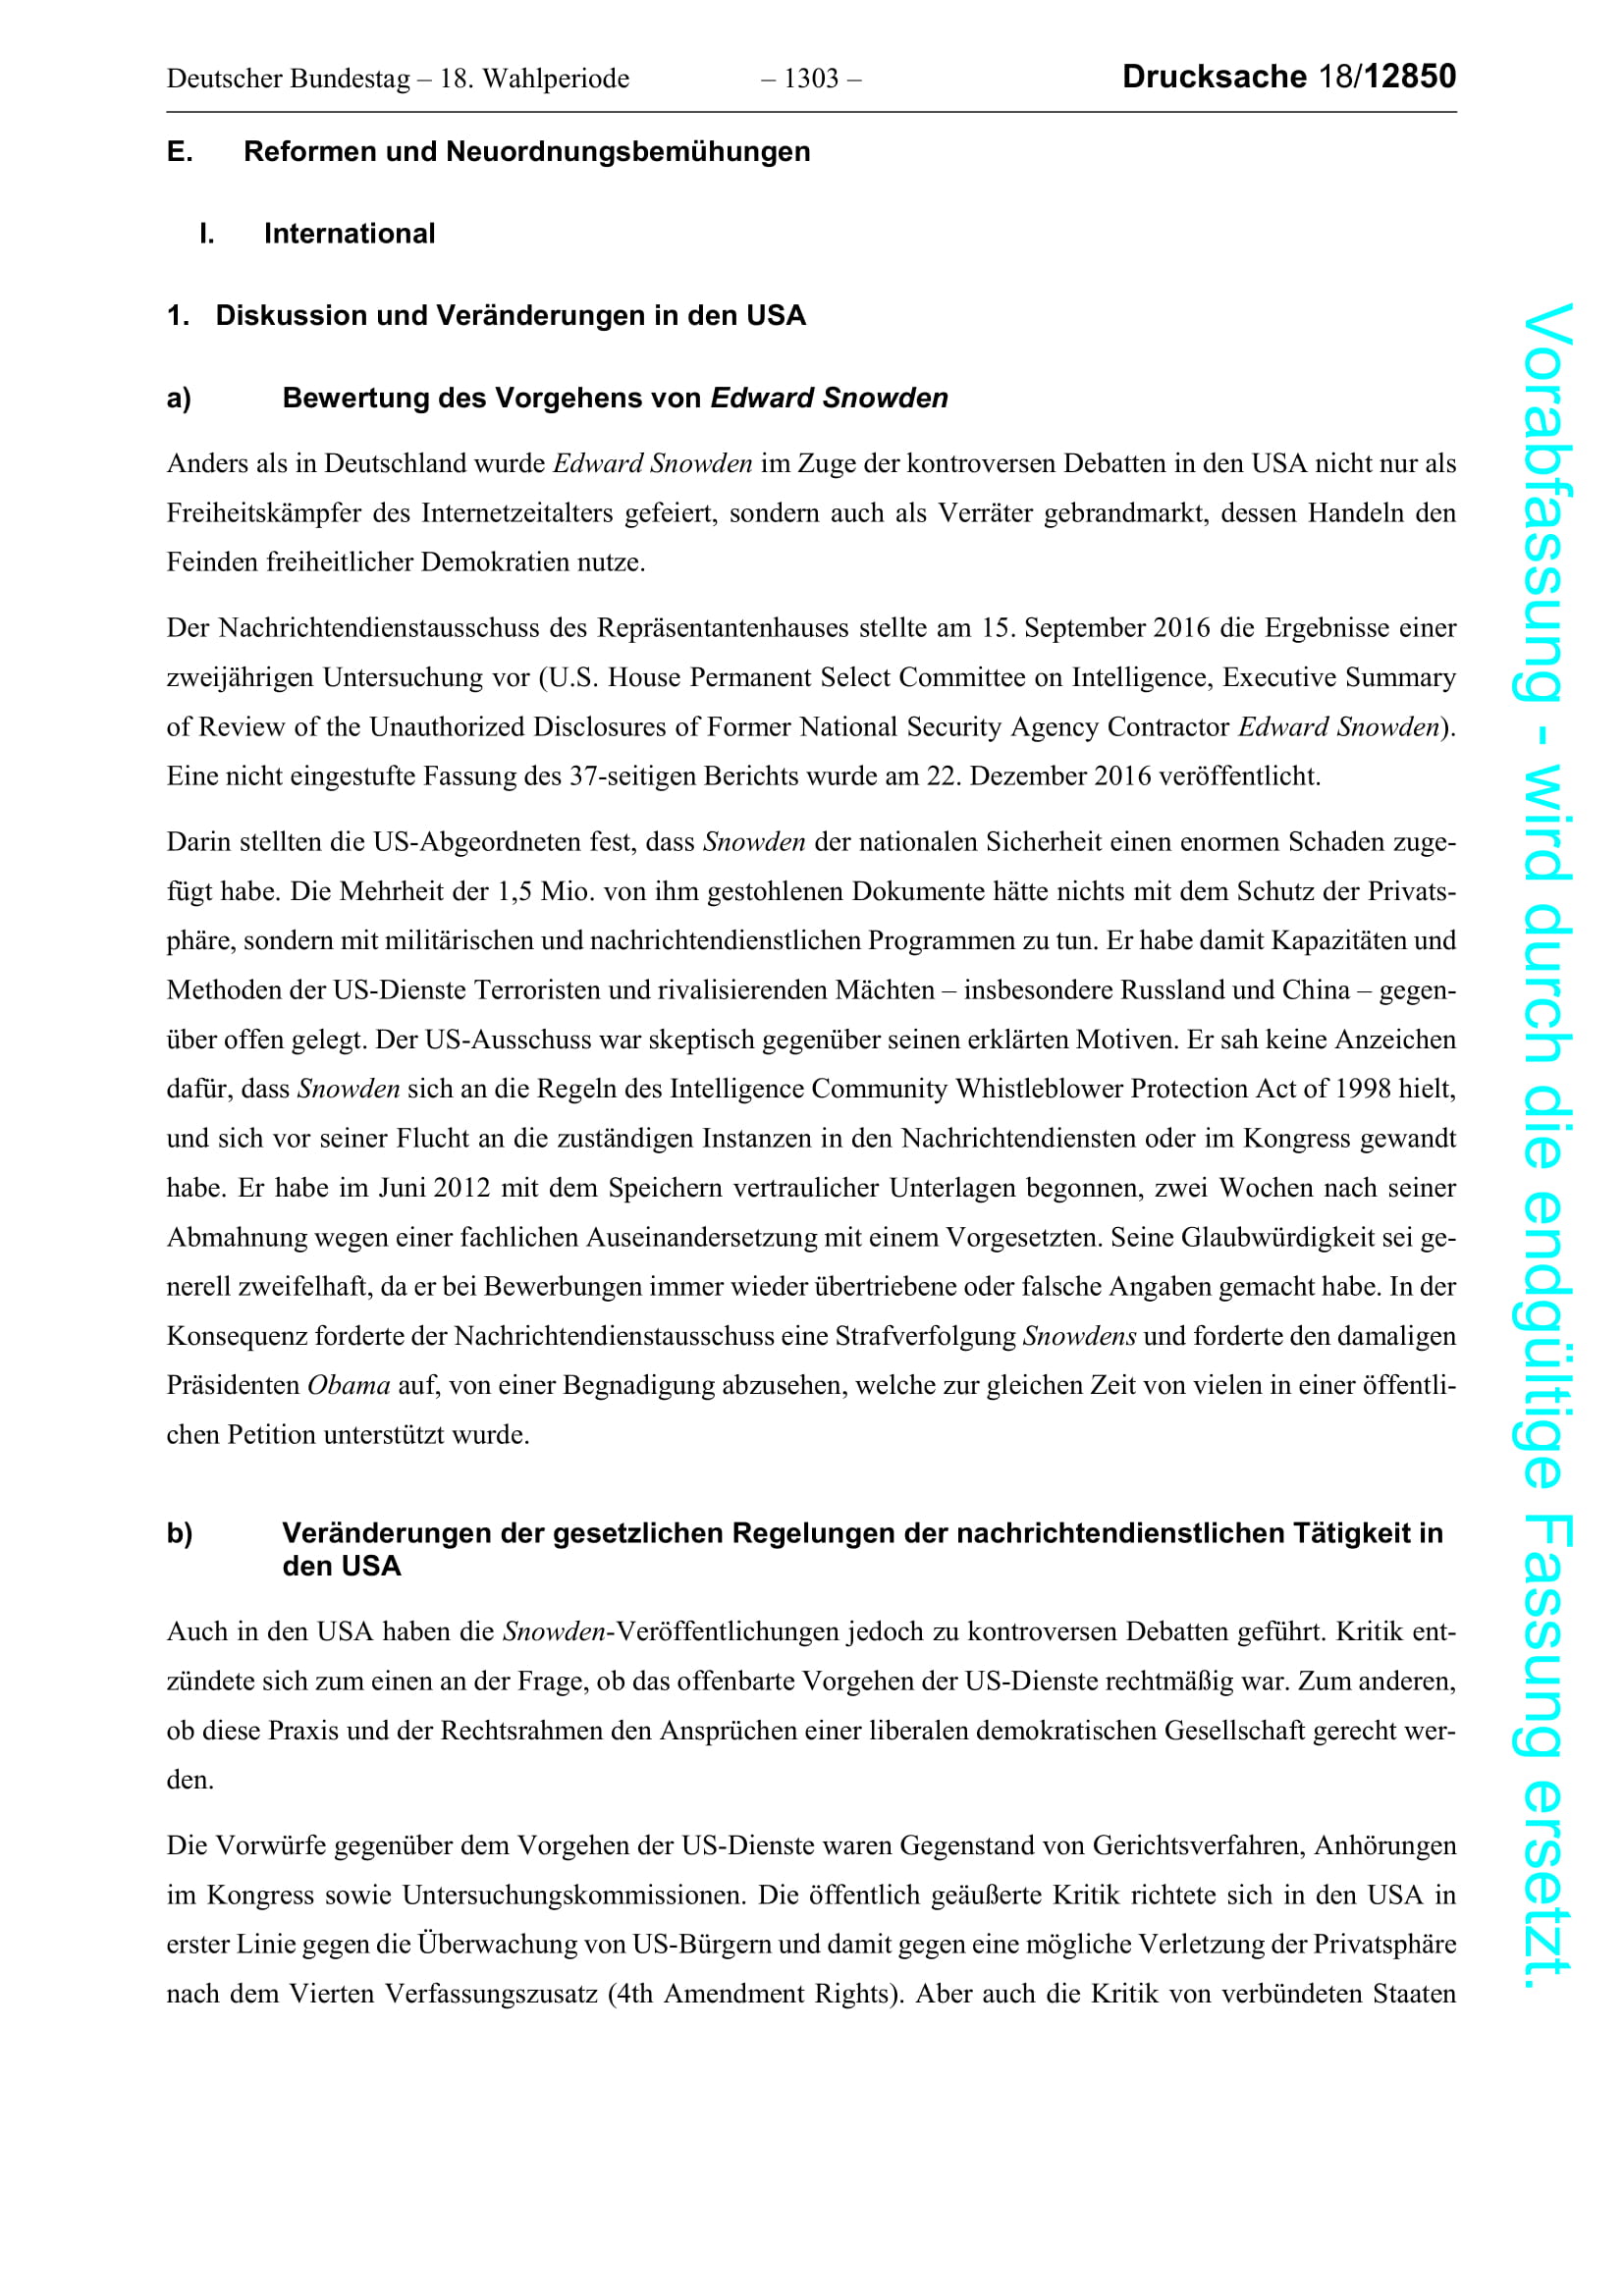 Deutscher Bundestag – 18. Wahlperiode – 1303 – Drucksache 18/12850
E. Reformen und Neuordnungsbemühungen
I. International
1. Diskussion und Veränderungen in den USA
a) Bewertung des Vorgehens von Edward Snowden
Anders als in Deutschland wurde Edward Snowden im Zuge der kontroversen Debatten in den USA nicht nur als
Freiheitskämpfer des Internetzeitalters gefeiert, sondern auch als Verräter gebrandmarkt, dessen Handeln den
Feinden freiheitlicher Demokratien nutze.
Der Nachrichtendienstausschuss des Repräsentantenhauses stellte am 15. September 2016 die Ergebnisse einer
zweijährigen Untersuchung vor (U.S. House Permanent Select Committee on Intelligence, Executive Summary
of Review of the Unauthorized Disclosures of Former National Security Agency Contractor Edward Snowden).
Eine nicht eingestufte Fassung des 37-seitigen Berichts wurde am 22. Dezember 2016 veröffentlicht.
Darin stellten die US-Abgeordneten fest, dass Snowden der nationalen Sicherheit einen enormen Schaden zuge-
fügt habe. Die Mehrheit der 1,5 Mio. von ihm gestohlenen Dokumente hätte nichts mit dem Schutz der Privats-
phäre, sondern mit militärischen und nachrichtendienstlichen Programmen zu tun. Er habe damit Kapazitäten und
Methoden der US-Dienste Terroristen und rivalisierenden Mächten – insbesondere Russland und China – gegen-
über offen gelegt. Der US-Ausschuss war skeptisch gegenüber seinen erklärten Motiven. Er sah keine Anzeichen
dafür, dass Snowden sich an die Regeln des Intelligence Community Whistleblower Protection Act of 1998 hielt,
und sich vor seiner Flucht an die zuständigen Instanzen in den Nachrichtendiensten oder im Kongress gewandt
habe. Er habe im Juni 2012 mit dem Speichern vertraulicher Unterlagen begonnen, zwei Wochen nach seiner
Abmahnung wegen einer fachlichen Auseinandersetzung mit einem Vorgesetzten. Seine Glaubwürdigkeit sei ge-
nerell zweifelhaft, da er bei Bewerbungen immer wieder übertriebene oder falsche Angaben gemacht habe. In der
Konsequenz forderte der Nachrichtendienstausschuss eine Strafverfolgung Snowdens und forderte den damaligen
Präsidenten Obama auf, von einer Begnadigung abzusehen, welche zur gleichen Zeit von vielen in einer öffentli-
chen Petition unterstützt wurde.
b) Veränderungen der gesetzlichen Regelungen der nachrichtendienstlichen Tätigkeit in
den USA
Auch in den USA haben die Snowden-Veröffentlichungen jedoch zu kontroversen Debatten geführt. Kritik ent-
zündete sich zum einen an der Frage, ob das offenbarte Vorgehen der US-Dienste rechtmäßig war. Zum anderen,
ob diese Praxis und der Rechtsrahmen den Ansprüchen einer liberalen demokratischen Gesellschaft gerecht wer-
den.
Die Vorwürfe gegenüber dem Vorgehen der US-Dienste waren Gegenstand von Gerichtsverfahren, Anhörungen
im Kongress sowie Untersuchungskommissionen. Die öffentlich geäußerte Kritik richtete sich in den USA in
erster Linie gegen die Überwachung von US-Bürgern und damit gegen eine mögliche Verletzung der Privatsphäre
nach dem Vierten Verfassungszusatz (4th Amendment Rights). Aber auch die Kritik von verbündeten Staaten
Vorabfassung - wird durch die endgültige Fassung ersetzt.